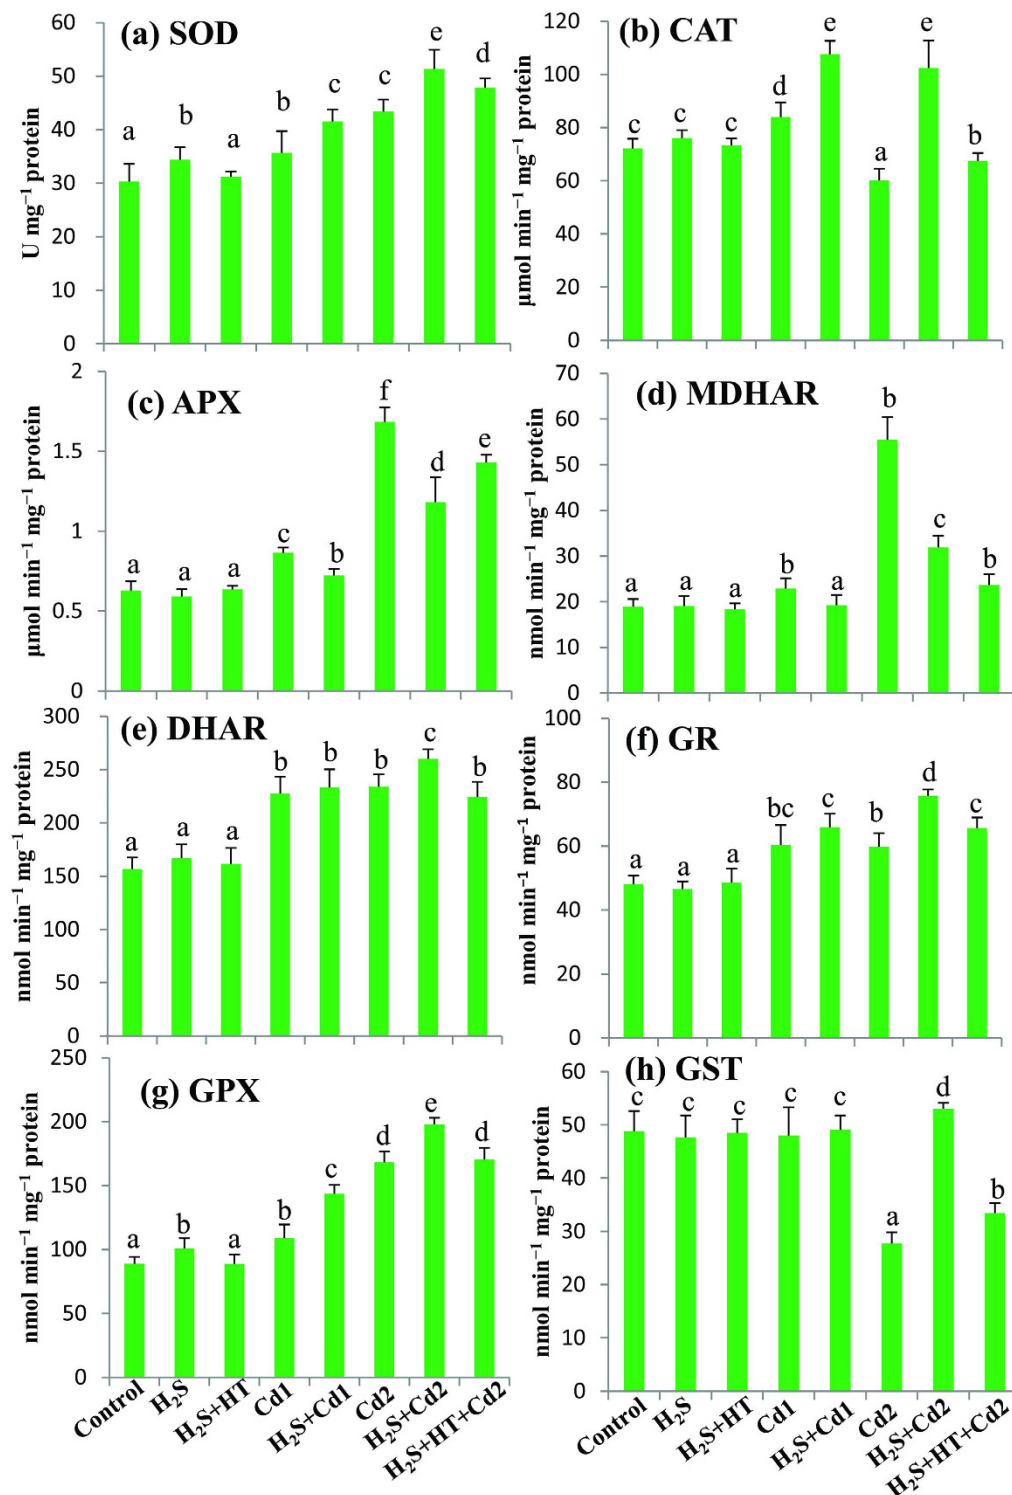 (a) SOD
U mg⁻¹ protein
60
50
40
30
20
10
0
a
b
a
b
c
c
e
d
(b) CAT
µmol min⁻¹ mg⁻¹ protein
120
100
80
60
40
20
0
c
c
c
d
e
a
e
b
(c) APX
µmol min⁻¹ mg⁻¹ protein
2
1.5
1
0.5
0
a
a
a
c
b
f
d
e
(d) MDHAR
nmol min⁻¹ mg⁻¹ protein
70
60
50
40
30
20
10
0
a
a
a
b
a
b
c
b
(e) DHAR
nmol min⁻¹ mg⁻¹ protein
300
250
200
150
100
50
0
a
a
a
b
b
b
c
b
(f) GR
nmol min⁻¹ mg⁻¹ protein
100
80
60
40
20
0
a
a
a
bc
c
b
d
c
(g) GPX
nmol min⁻¹ mg⁻¹ protein
250
200
150
100
50
0
a
b
a
b
c
d
e
d
Control
H₂S
H₂S+HT
Cd1
H₂S+Cd1
Cd2
H₂S+Cd2
H₂S+HT+Cd2
(h) GST
nmol min⁻¹ mg⁻¹ protein
60
50
40
30
20
10
0
c
c
c
c
c
a
d
b
Control
H₂S
H₂S+HT
Cd1
H₂S+Cd1
Cd2
H₂S+Cd2
H₂S+HT+Cd2